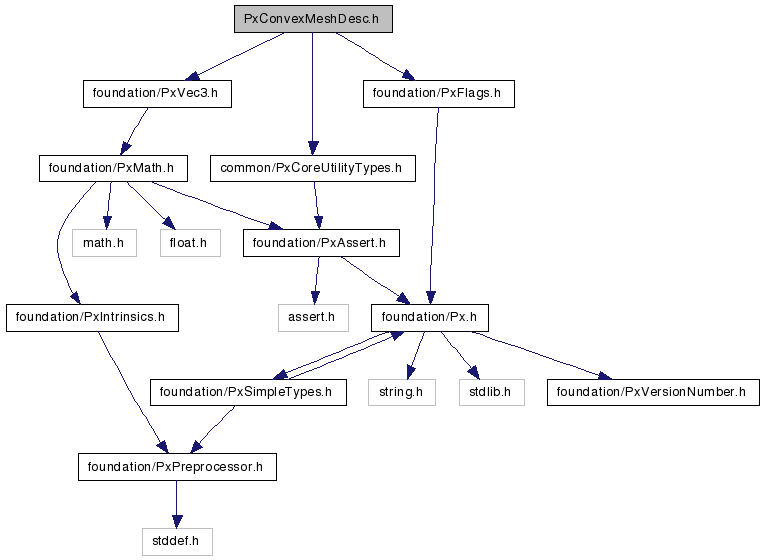 PxConvexMeshDesc.h
foundation/PxVec3.h
foundation/PxFlags.h
foundation/PxMath.h
common/PxCoreUtilityTypes.h
math.h
float.h
foundation/PxAssert.h
foundation/PxIntrinsics.h
assert.h
foundation/Px.h
foundation/PxSimpleTypes.h
string.h
stdlib.h
foundation/PxVersionNumber.h
foundation/PxPreprocessor.h
stddef.h